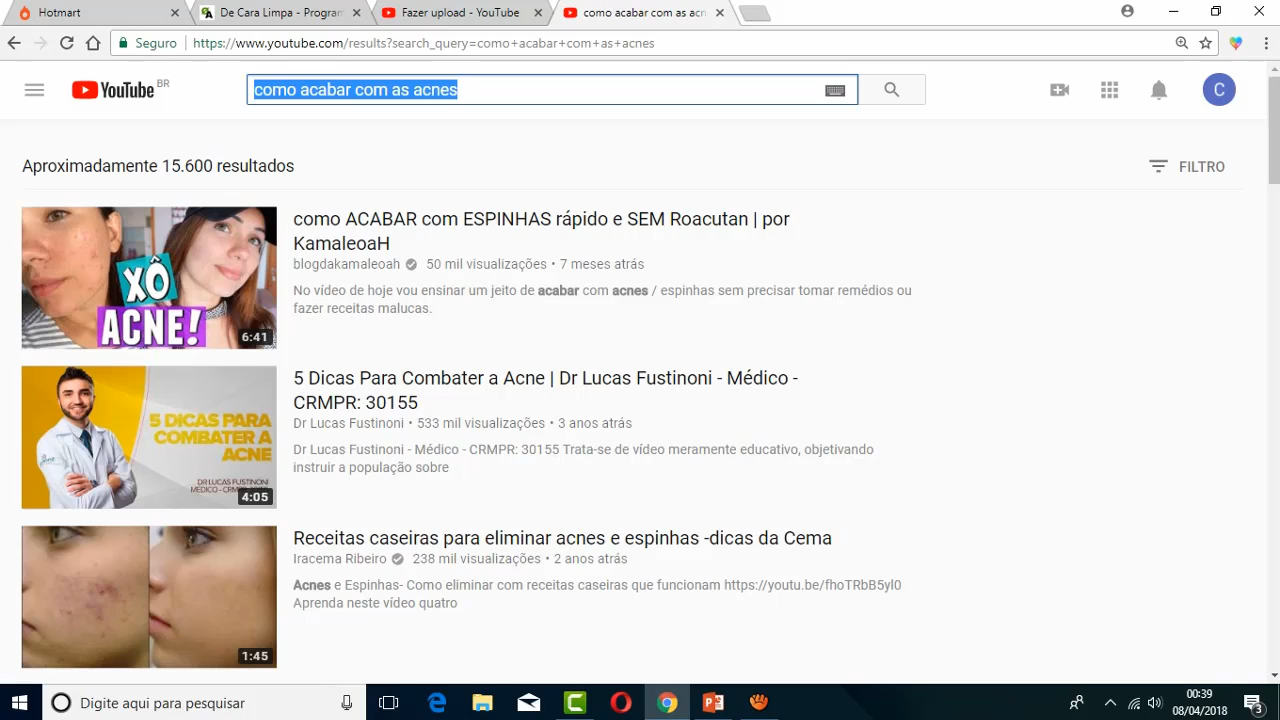 Hotmart
De Cara Limpa - Program
Fazer upload - YouTube
como acabar com as acn
Seguro
https://www.youtube.com/results?search_query=como+acabar+com+as+acnes
YouTube BR
como acabar com as acnes
C
Aproximadamente 15.600 resultados
FILTRO
XÔ
ACNE!
6:41
como ACABAR com ESPINHAS rápido e SEM Roacutan | por
KamaleoaH
blogdakamaleoah 50 mil visualizações • 7 meses atrás
No vídeo de hoje vou ensinar um jeito de acabar com acnes / espinhas sem precisar tomar remédios ou
fazer receitas malucas.
5 DICAS PARA
COMBATER A
ACNE
DR LUCAS FUSTINONI
4:05
5 Dicas Para Combater a Acne | Dr Lucas Fustinoni - Médico -
CRMPR: 30155
Dr Lucas Fustinoni • 533 mil visualizações • 3 anos atrás
Dr Lucas Fustinoni - Médico - CRMPR: 30155 Trata-se de vídeo meramente educativo, objetivando
instruir a população sobre
1:45
Receitas caseiras para eliminar acnes e espinhas -dicas da Cema
Iracema Ribeiro 238 mil visualizações • 2 anos atrás
Acnes e Espinhas- Como eliminar com receitas caseiras que funcionam https://youtu.be/fhoTRbB5yl0
Aprenda neste vídeo quatro
Digite aqui para pesquisar
00:39
08/04/2018
3